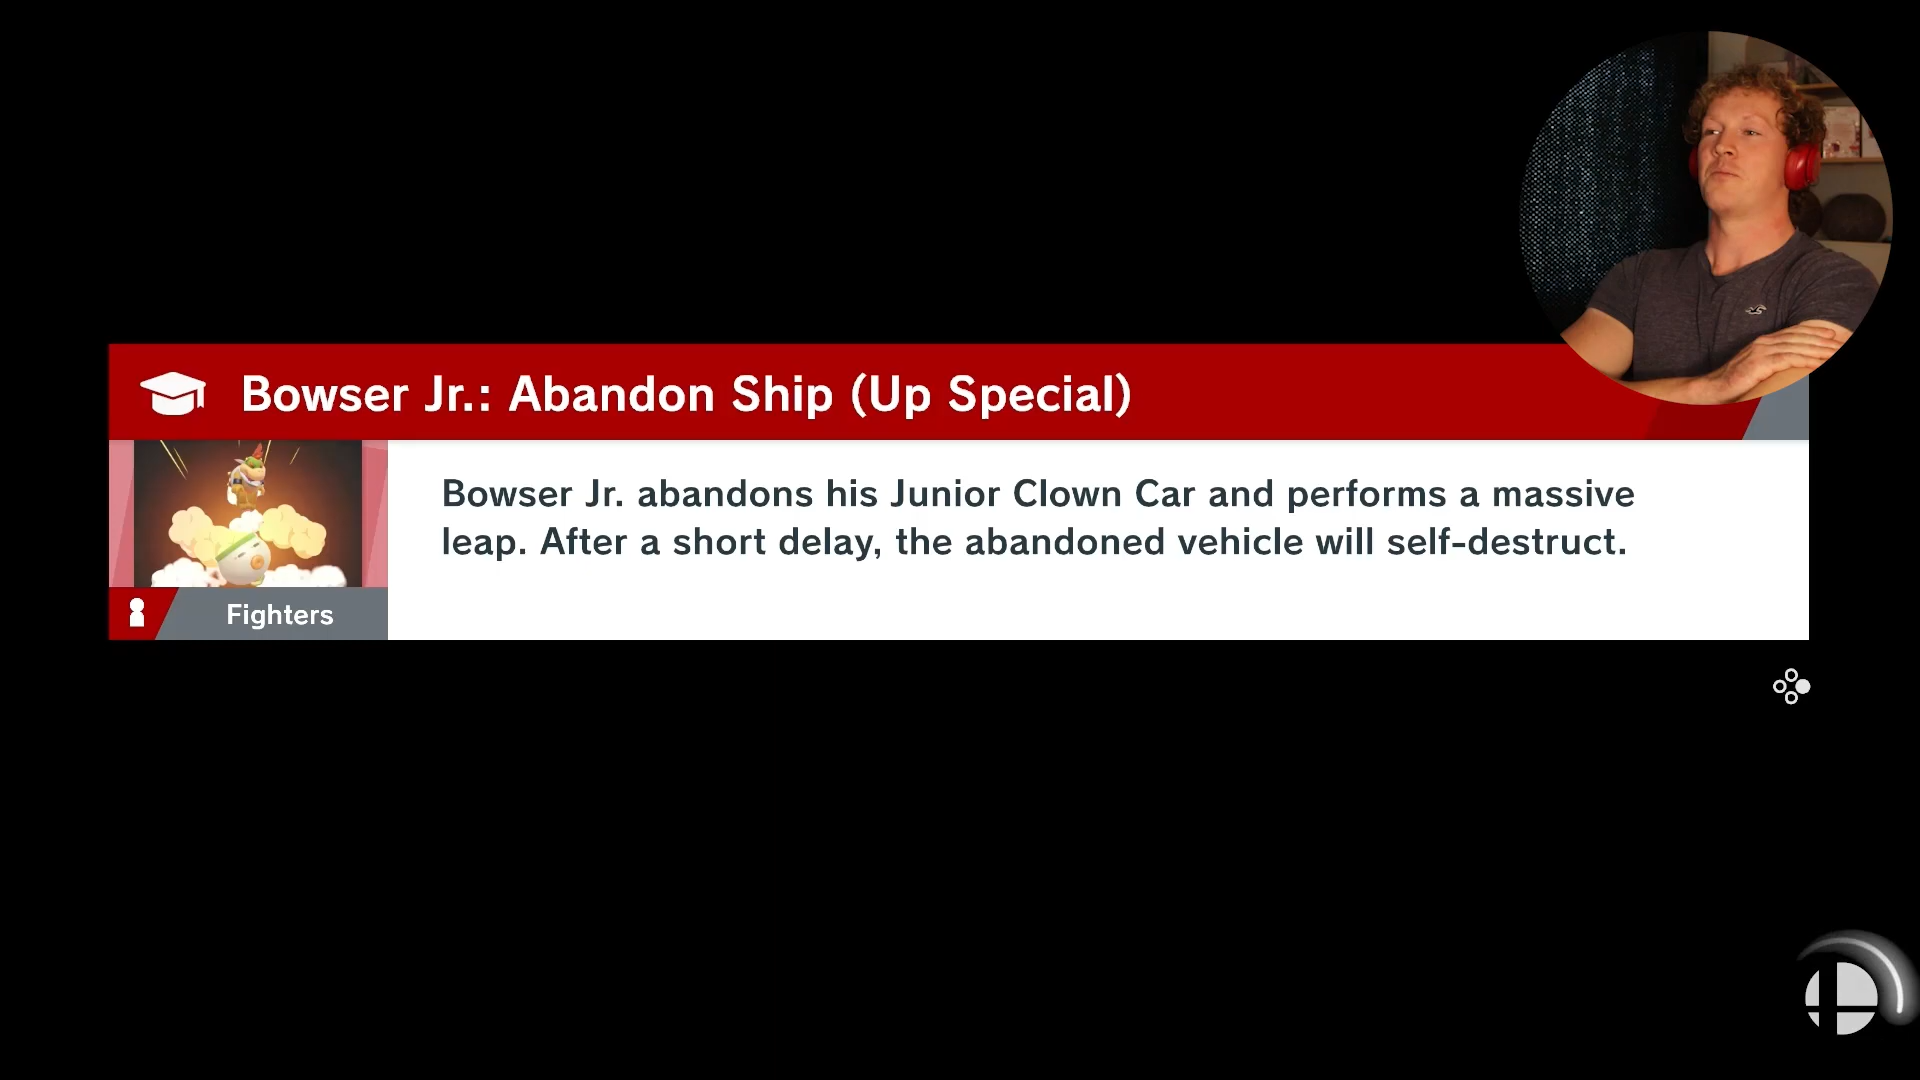 Bowser Jr.: Abandon Ship (Up Special)
Bowser Jr. abandons his Junior Clown Car and performs a massive
leap. After a short delay, the abandoned vehicle will self-destruct.
Fighters